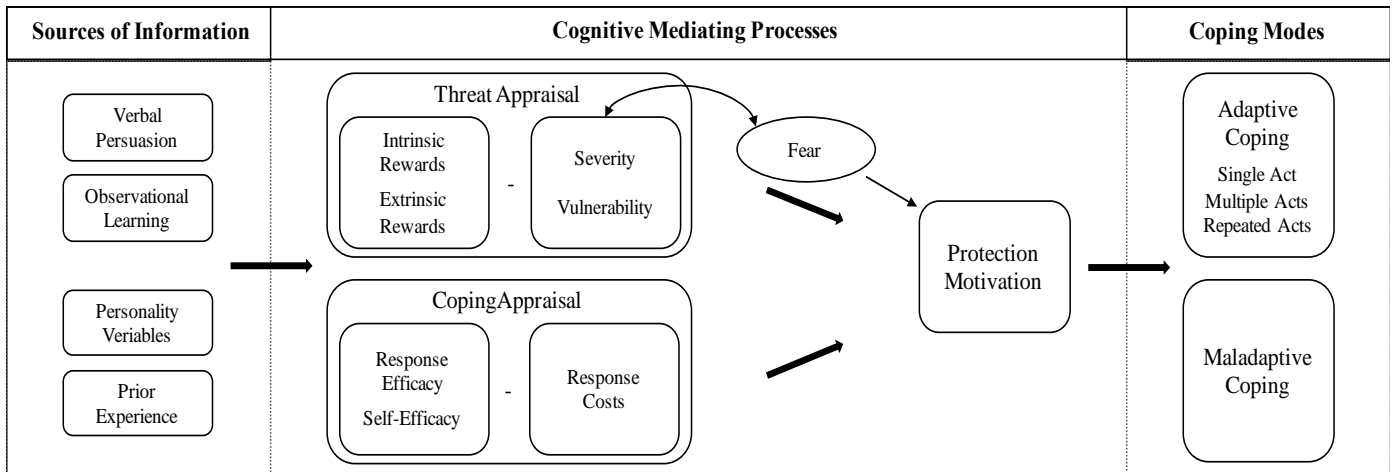 Sources of Information
Cognitive Mediating Processes
Coping Modes
Verbal
Persuasion
Observational
Learning
Personality
Variables
Prior
Experience
Threat Appraisal
Intrinsic
Rewards
Extrinsic
Rewards
-
Severity
Vulnerability
Fear
CopingAppraisal
Response
Efficacy
Self-Efficacy
-
Response
Costs
Protection
Motivation
Adaptive
Coping
Single Act
Multiple Acts
Repeated Acts
Maladaptive
Coping